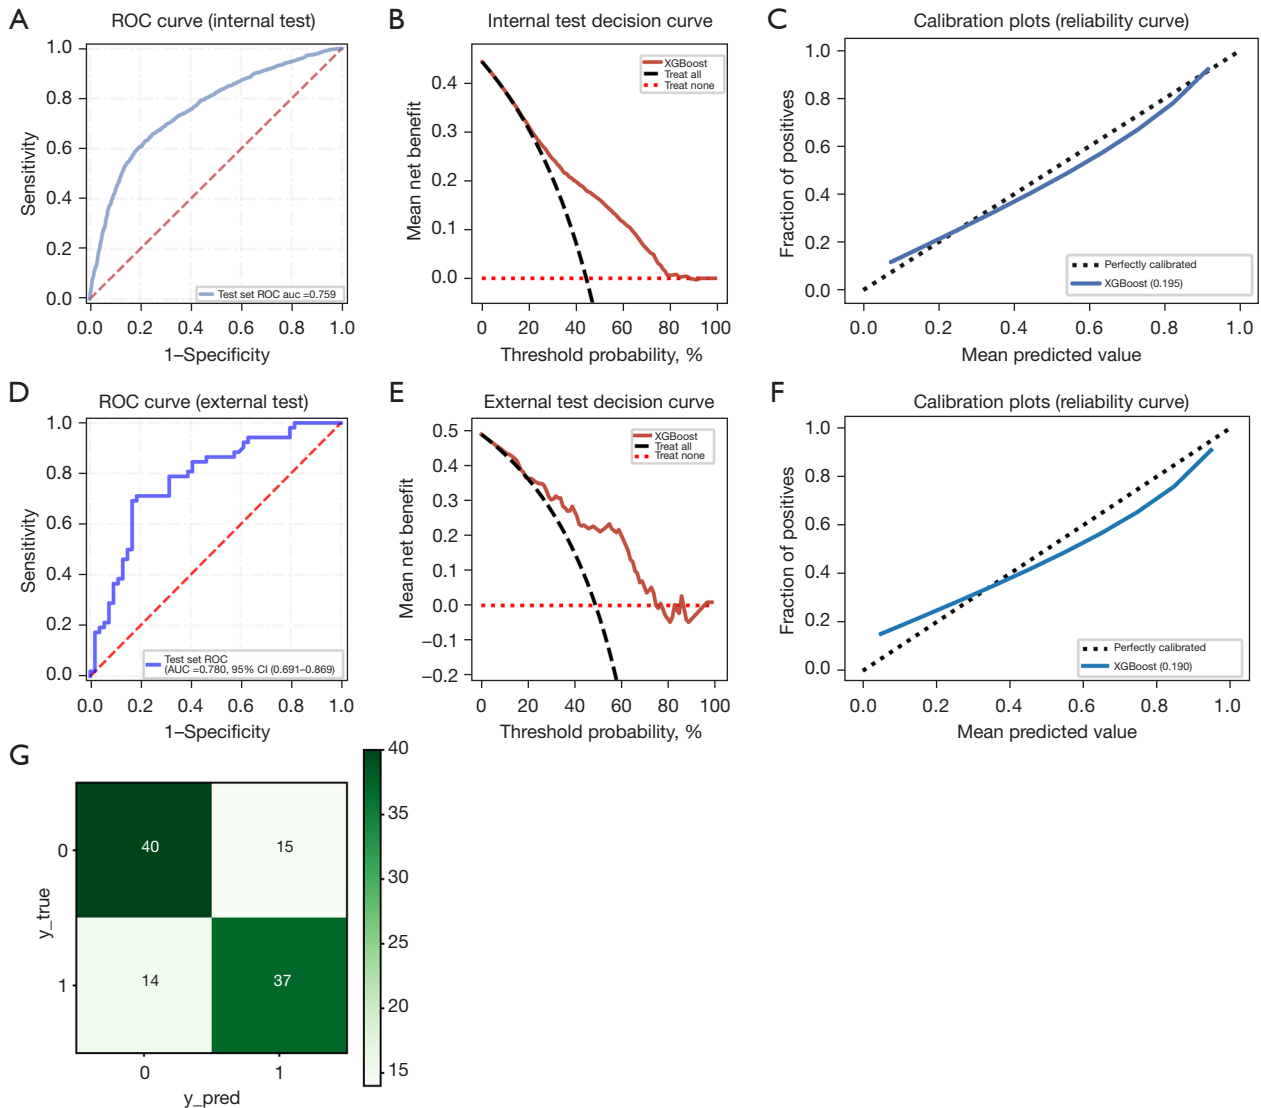 A
ROC curve (internal test)
Sensitivity
1.0
0.8
0.6
0.4
0.2
0.0
Test set ROC auc =0.759
0.0 0.2 0.4 0.6 0.8 1.0
1–Specificity
B
Internal test decision curve
Mean net benefit
0.4
0.3
0.2
0.1
0.0
XGBoost
Treat all
Treat none
0 20 40 60 80 100
Threshold probability, %
C
Calibration plots (reliability curve)
Fraction of positives
1.0
0.8
0.6
0.4
0.2
0.0
Perfectly calibrated
XGBoost (0.195)
0.0 0.2 0.4 0.6 0.8 1.0
Mean predicted value
D
ROC curve (external test)
Sensitivity
1.0
0.8
0.6
0.4
0.2
0.0
Test set ROC
(AUC =0.780, 95% CI (0.691–0.869)
0.0 0.2 0.4 0.6 0.8 1.0
1–Specificity
E
External test decision curve
Mean net benefit
0.5
0.4
0.3
0.2
0.1
0.0
−0.1
−0.2
XGBoost
Treat all
Treat none
0 20 40 60 80 100
Threshold probability, %
F
Calibration plots (reliability curve)
Fraction of positives
1.0
0.8
0.6
0.4
0.2
0.0
Perfectly calibrated
XGBoost (0.190)
0.0 0.2 0.4 0.6 0.8 1.0
Mean predicted value
G
y_true
0
1
40 15
14 37
0 1
y_pred
40
35
30
25
20
15